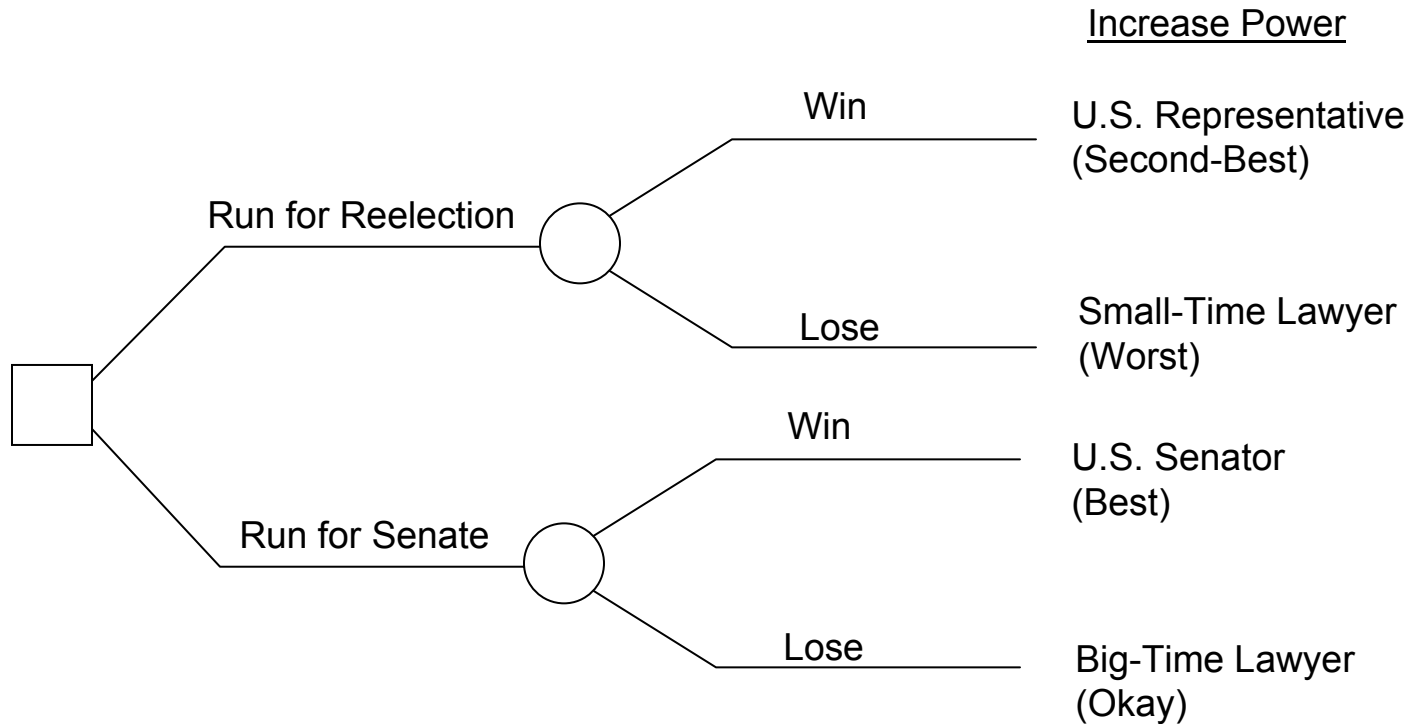 Increase Power
Win
U.S. Representative
(Second-Best)
Run for Reelection
Lose
Small-Time Lawyer
(Worst)
Win
U.S. Senator
(Best)
Run for Senate
Lose
Big-Time Lawyer
(Okay)